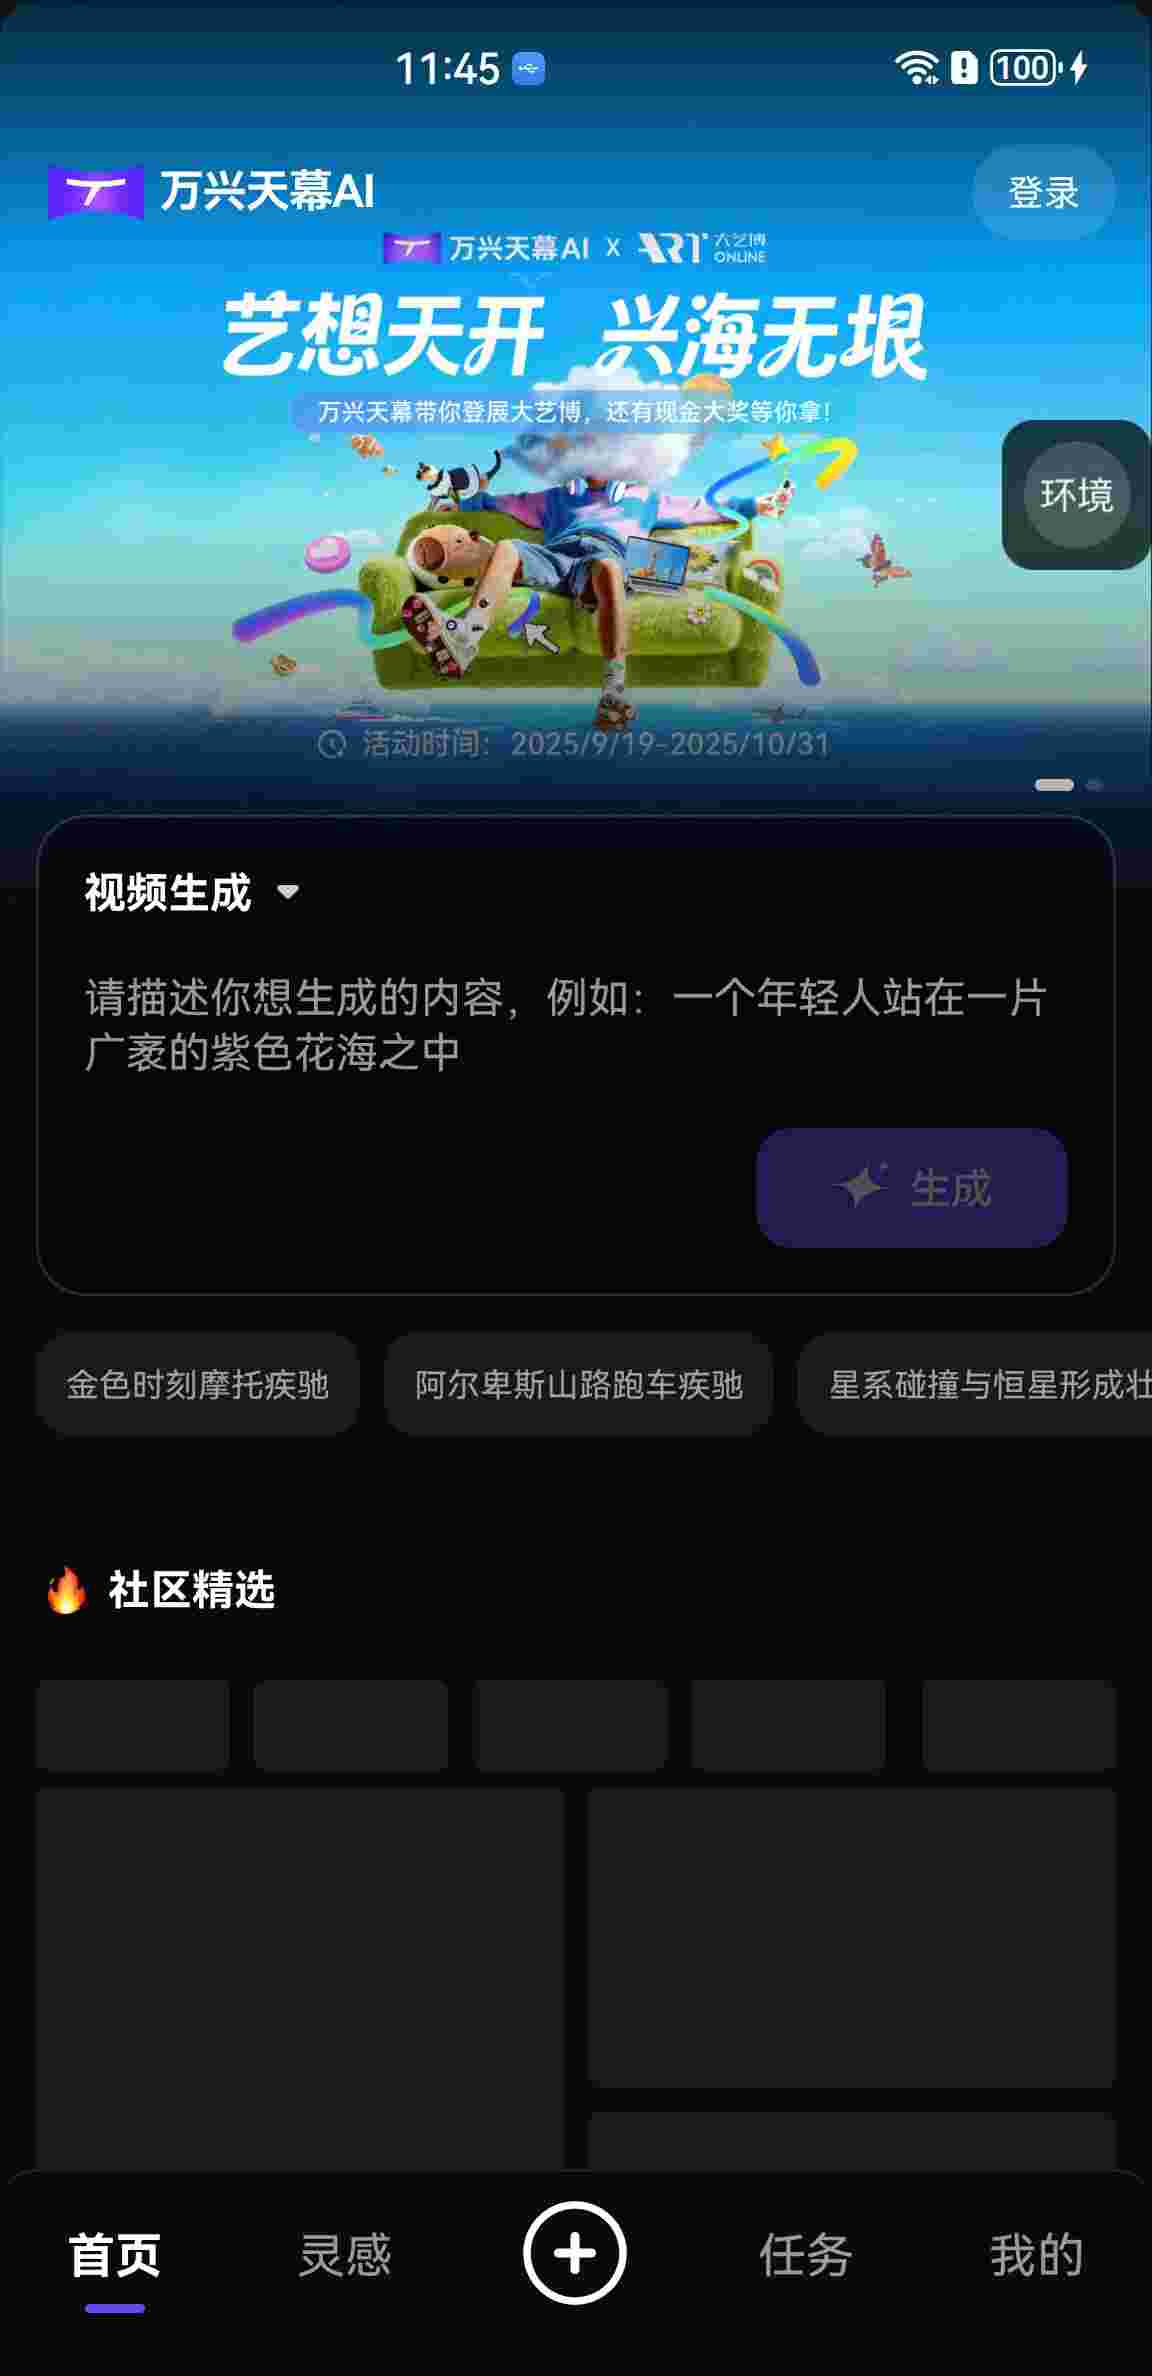 11:45
100
万兴天幕AI
登录
万兴天幕AI X ART 大艺博 ONLINE
艺想天开 兴海无垠
万兴天幕带你登展大艺博，还有现金大奖等你拿！
环境
活动时间：2025/9/19-2025/10/31
视频生成
请描述你想生成的内容，例如：一个年轻人站在一片
广袤的紫色花海之中
生成
金色时刻摩托疾驰
阿尔卑斯山路跑车疾驰
星系碰撞与恒星形成壮
社区精选
首页
灵感
任务
我的